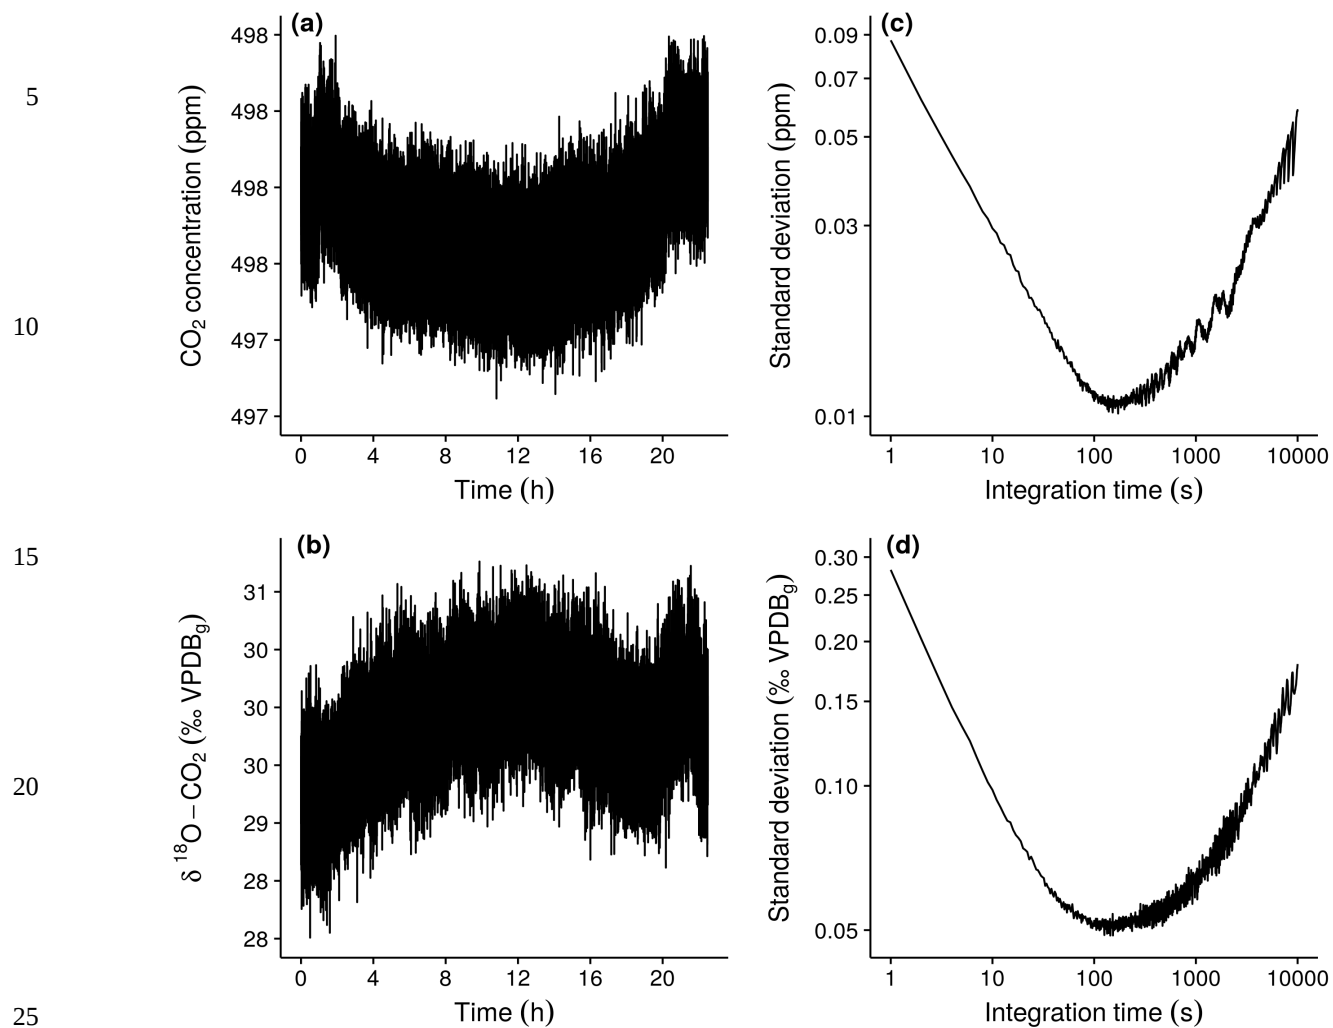 5
10
15
20
25
(a)
CO2 concentration (ppm)
498
498
498
498
497
497
0 4 8 12 16 20
Time (h)
(c)
Standard deviation (ppm)
0.09
0.07
0.05
0.03
0.01
1 10 100 1000 10000
Integration time (s)
(b)
δ 18O−CO2 (‰ VPDBg)
31
30
30
30
29
28
28
0 4 8 12 16 20
Time (h)
(d)
Standard deviation (‰ VPDBg)
0.30
0.25
0.20
0.15
0.10
0.05
1 10 100 1000 10000
Integration time (s)